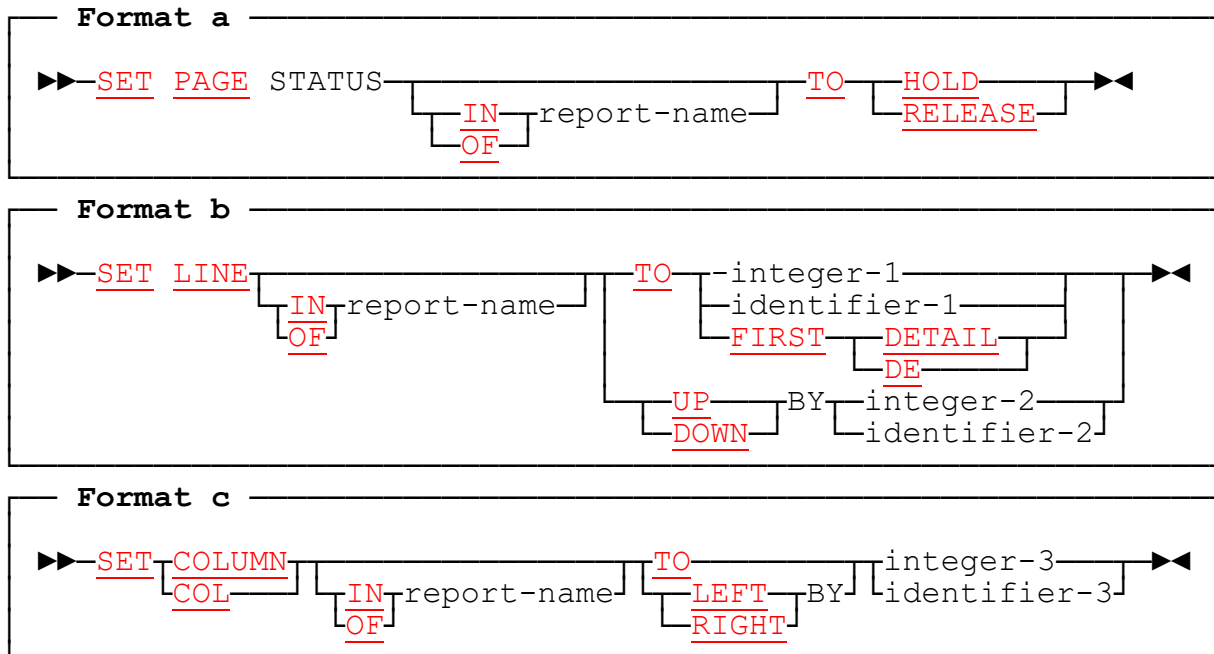 Format a
SET PAGE STATUS TO HOLD
IN report-name RELEASE
OF
Format b
SET LINE TO -integer-1
IN report-name identifier-1
OF FIRST DETAIL
DE
UP BY integer-2
DOWN identifier-2
Format c
SET COLUMN TO integer-3
COL IN report-name LEFT BY identifier-3
OF RIGHT